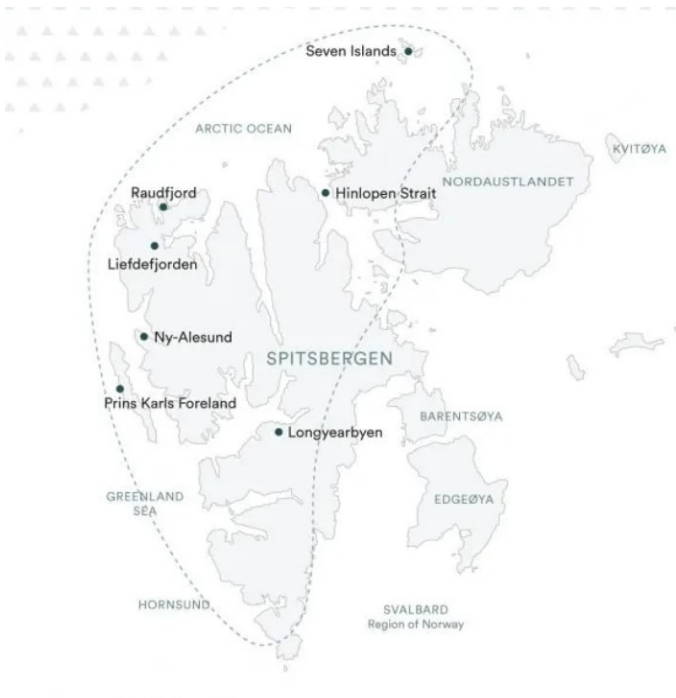 Seven Islands
ARCTIC OCEAN
KVITØYA
NORDAUSTLANDET
Raudfjord
Hinlopen Strait
Liefdefjorden
Ny-Alesund
SPITSBERGEN
Prins Karls Foreland
BARENTSØYA
Longyearbyen
GREENLAND
SEA
EDGEØYA
HORNSUND
SVALBARD
Region of Norway